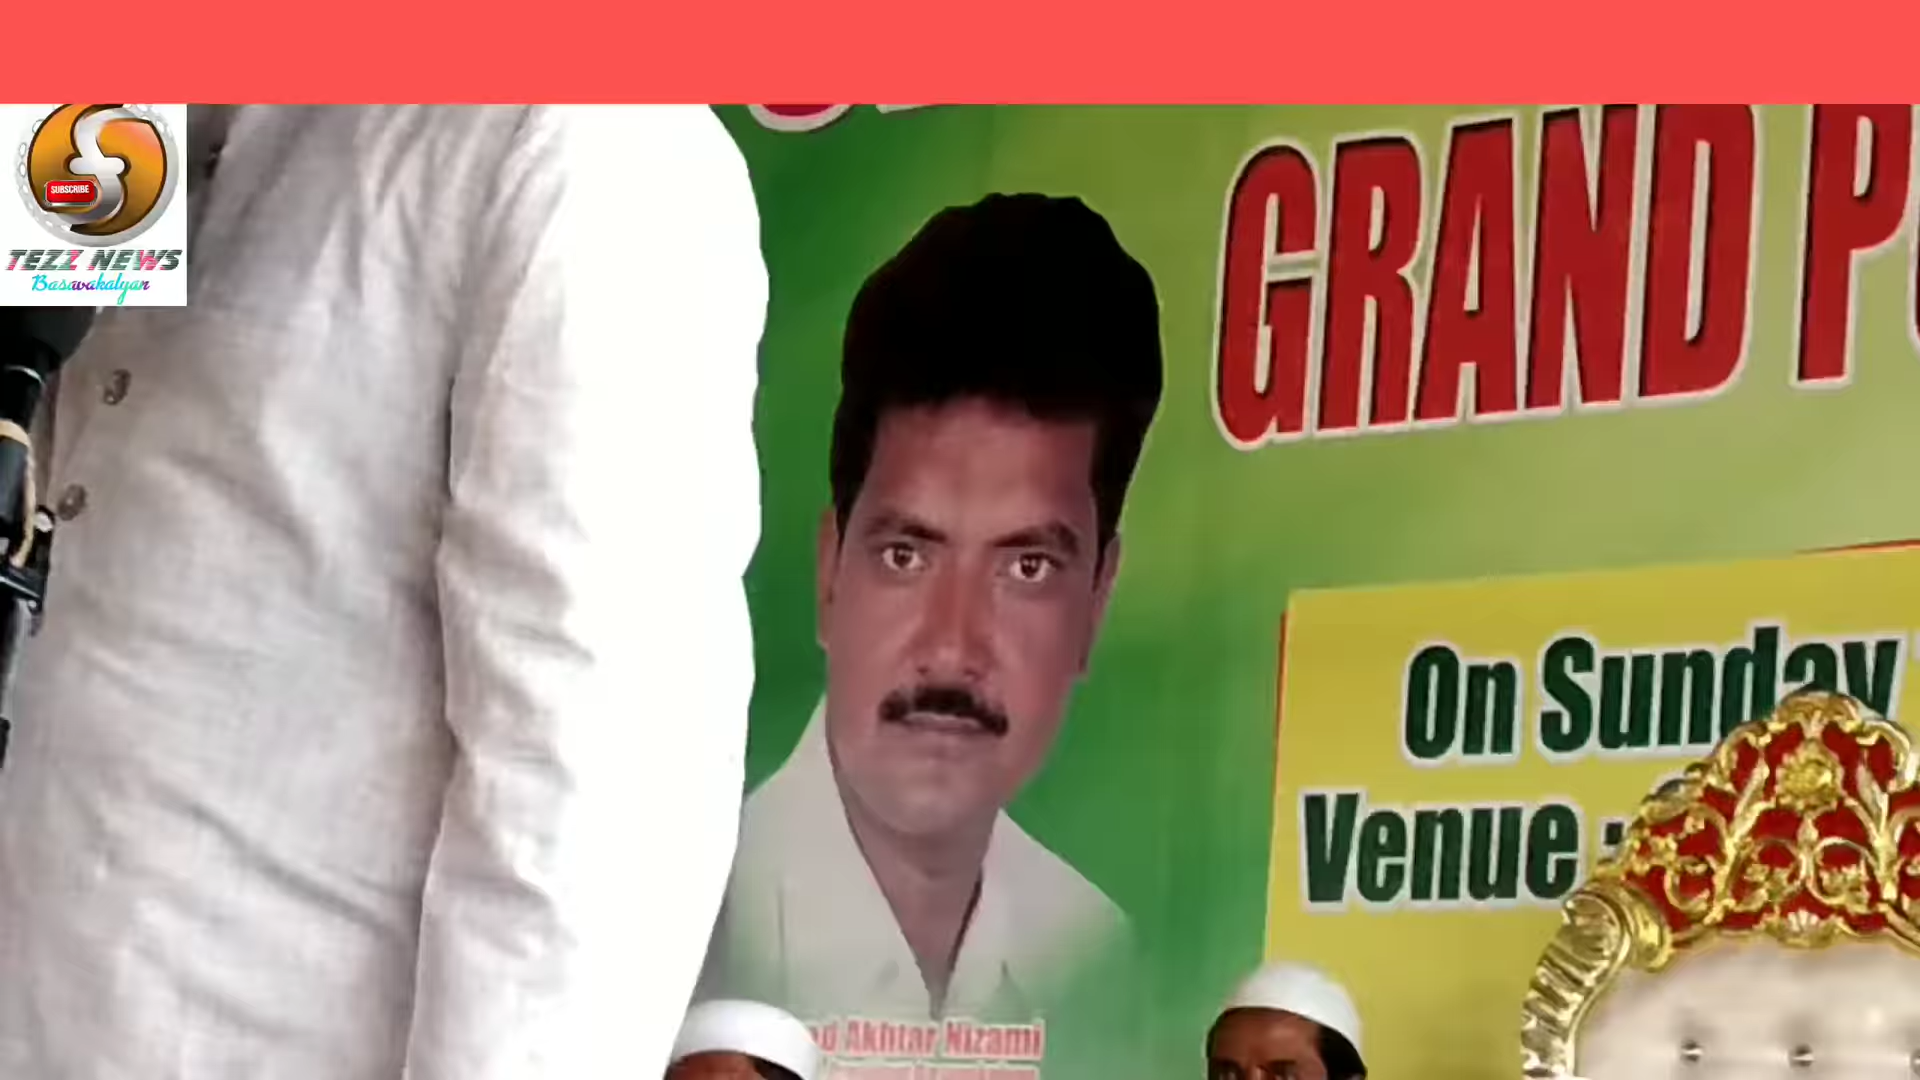 SUBSCRIBE
TEZZ NEWS
Basavakalyan
GRAND
On Sunday
Venue :
Akhtar Nizami